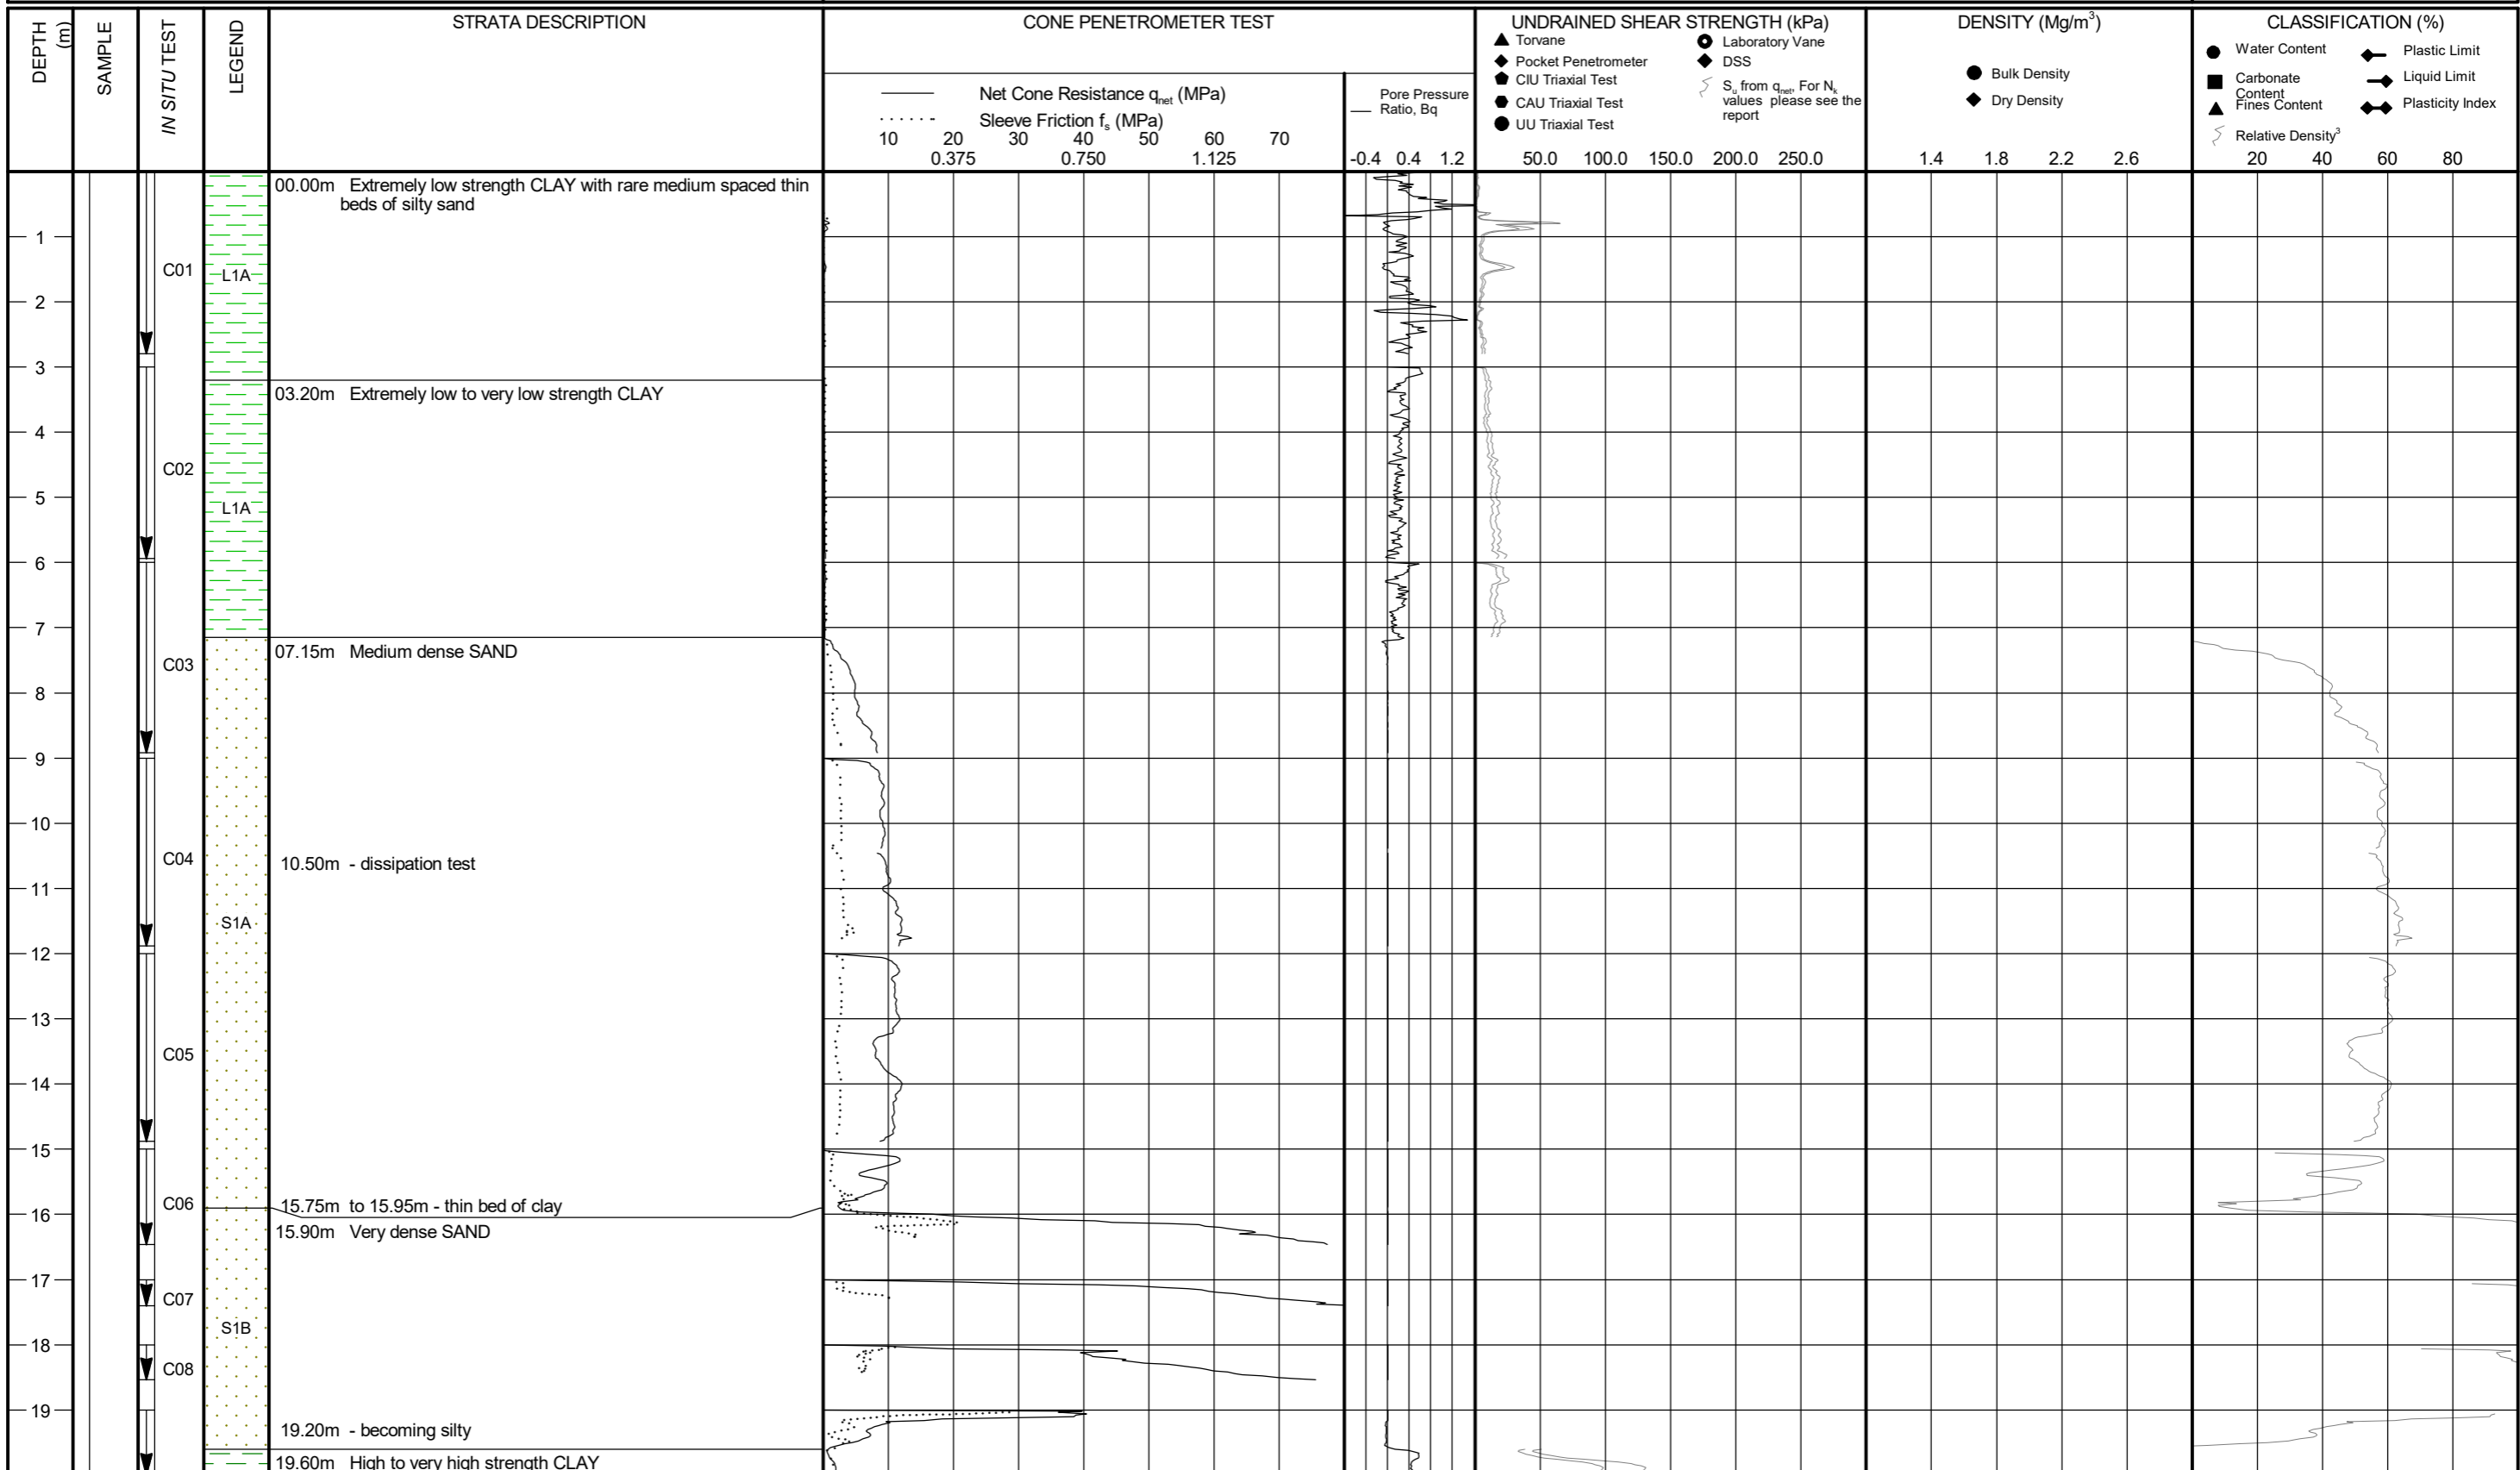 DEPTH (m)
SAMPLE
IN SITU TEST
LEGEND
STRATA DESCRIPTION
CONE PENETROMETER TEST
Net Cone Resistance qnet (MPa)
Sleeve Friction fs (MPa)
10 20 30 40 50 60 70
0.375 0.750 1.125
Pore Pressure
Ratio, Bq
-0.4 0.4 1.2
UNDRAINED SHEAR STRENGTH (kPa)
Torvane
Pocket Penetrometer
CIU Triaxial Test
CAU Triaxial Test
UU Triaxial Test
Laboratory Vane
DSS
Su from qnet, For Nk
values please see the
report
50.0 100.0 150.0 200.0 250.0
DENSITY (Mg/m3)
Bulk Density
Dry Density
1.4 1.8 2.2 2.6
CLASSIFICATION (%)
Water Content
Carbonate
Content
Fines Content
Relative Density3
Plastic Limit
Liquid Limit
Plasticity Index
20 40 60 80
00.00m Extremely low strength CLAY with rare medium spaced thin
beds of silty sand
1
C01
L1A
2
3
03.20m Extremely low to very low strength CLAY
4
C02
5
L1A
6
7
07.15m Medium dense SAND
C03
8
9
10
C04
10.50m - dissipation test
11
S1A
12
13
C05
14
15
C06
15.75m to 15.95m - thin bed of clay
16
15.90m Very dense SAND
17
C07
S1B
18
C08
19
19.20m - becoming silty
19.60m High to very high strength CLAY